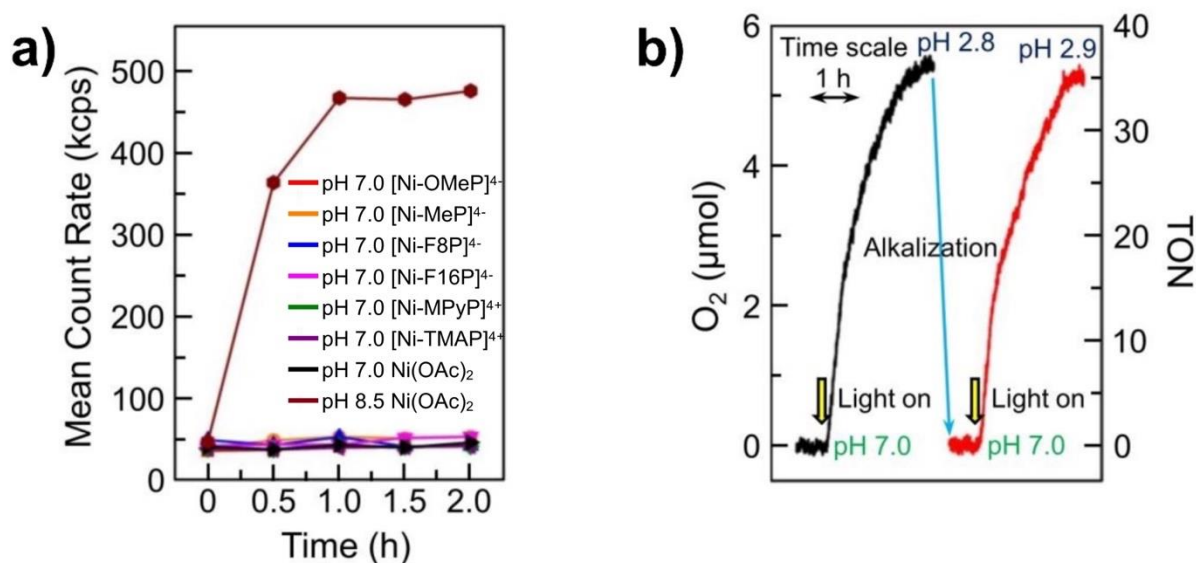 a)
Mean Count Rate (kcps)
500
400
300
200
100
0
pH 7.0 [Ni-OMeP]⁴⁻
pH 7.0 [Ni-MeP]⁴⁻
pH 7.0 [Ni-F8P]⁴⁻
pH 7.0 [Ni-F16P]⁴⁻
pH 7.0 [Ni-MPyP]⁴⁺
pH 7.0 [Ni-TMAP]⁴⁺
pH 7.0 Ni(OAc)₂
pH 8.5 Ni(OAc)₂
0 0.5 1.0 1.5 2.0
Time (h)
b)
O₂ (μmol)
6
4
2
0
Time scale
1 h
pH 2.8
pH 2.9
Alkalization
Light on
Light on
pH 7.0
pH 7.0
40
30
20
10
0
TON